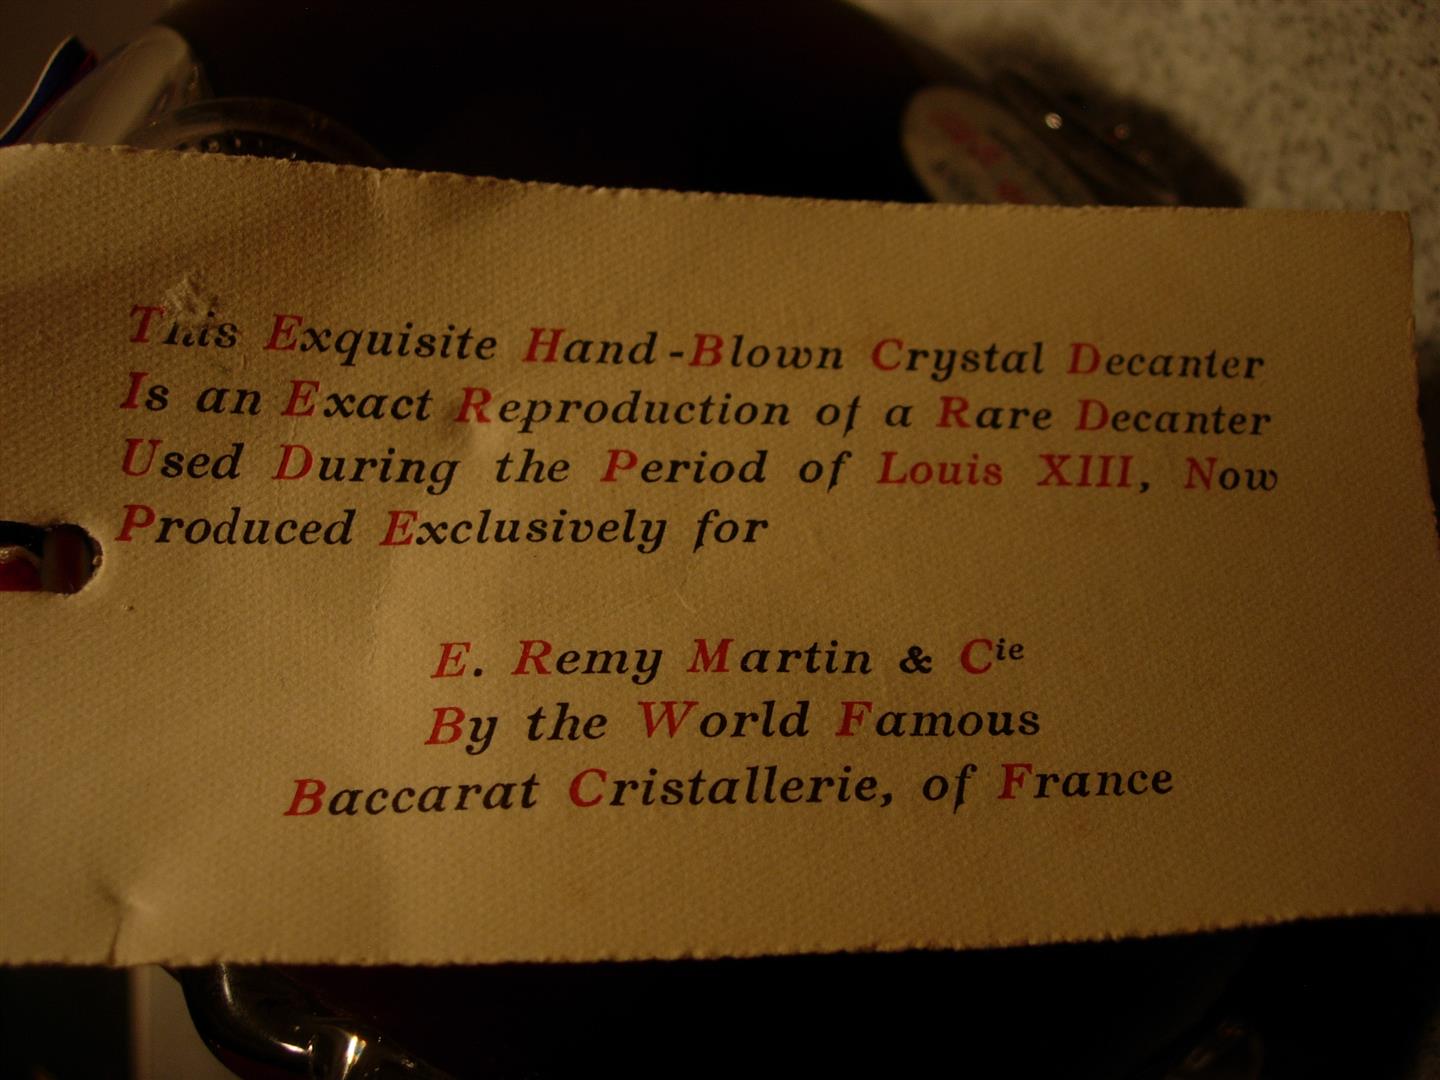 This Exquisite Hand-Blown Crystal Decanter
Is an Exact Reproduction of a Rare Decanter
Used During the Period of Louis XIII, Now
Produced Exclusively for
E. Remy Martin & Cie
By the World Famous
Baccarat Cristallerie, of France